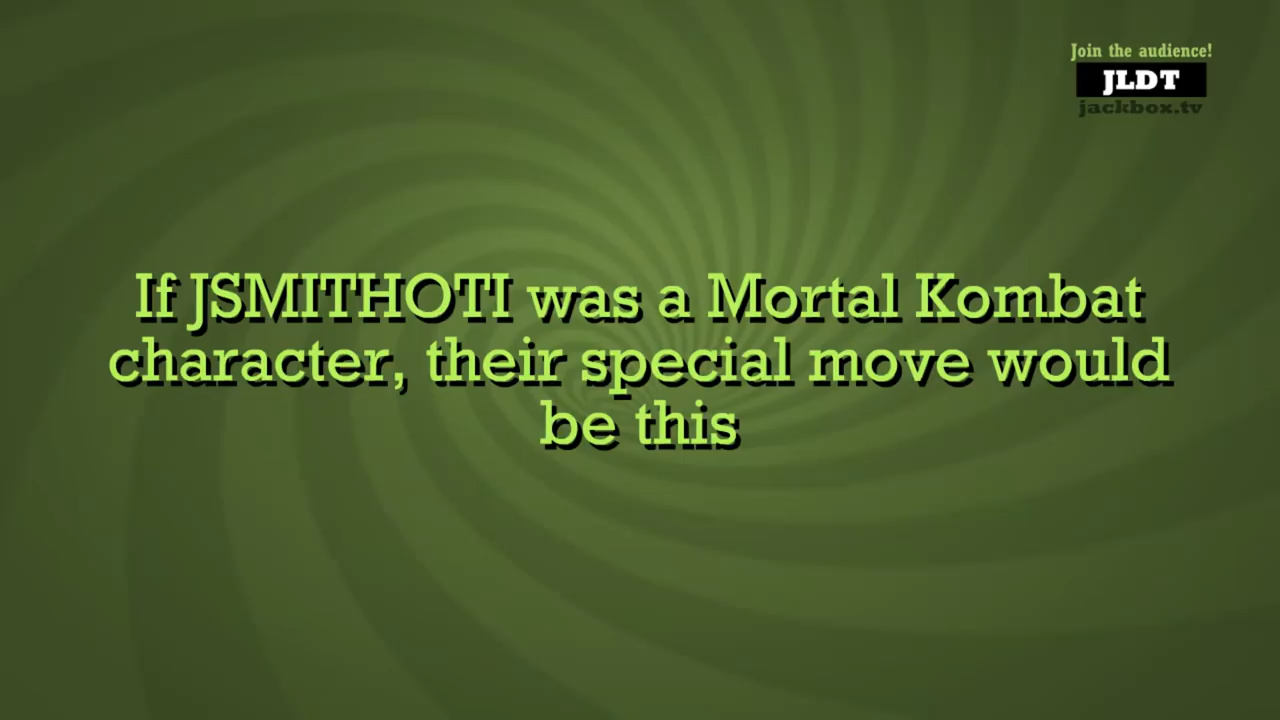 Join the audience!
JLDT
jackbox.tv
If JSMITHOTI was a Mortal Kombat
character, their special move would
be this